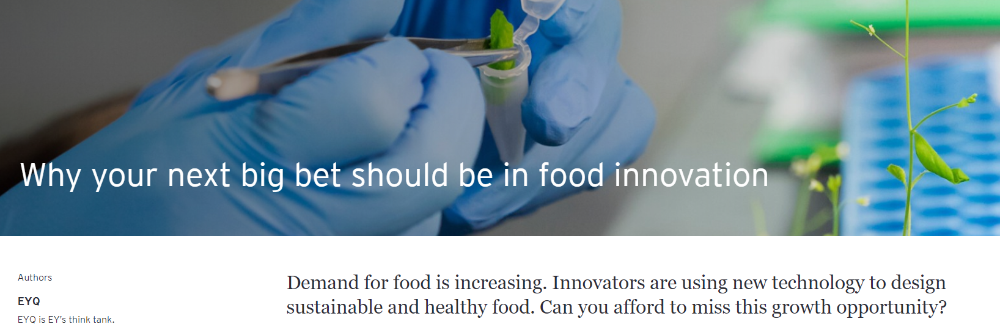 Why your next big bet should be in food innovation
Authors
EYQ
EYQ is EY's think tank.
Demand for food is increasing. Innovators are using new technology to design
sustainable and healthy food. Can you afford to miss this growth opportunity?